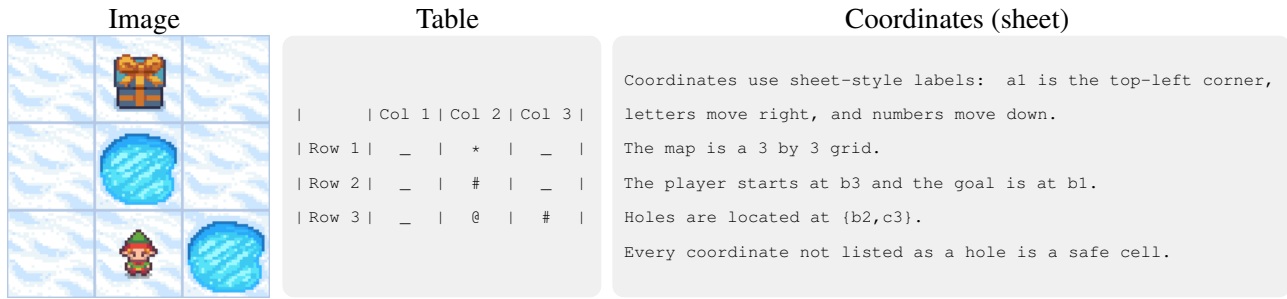 Image
Table
Coordinates (sheet)
|      |Col 1|Col 2|Col 3|
|Row 1|  _  |  *  |  _  |
|Row 2|  _  |  #  |  _  |
|Row 3|  _  |  @  |  #  |
Coordinates use sheet-style labels: a1 is the top-left corner,
letters move right, and numbers move down.
The map is a 3 by 3 grid.
The player starts at b3 and the goal is at b1.
Holes are located at {b2,c3}.
Every coordinate not listed as a hole is a safe cell.